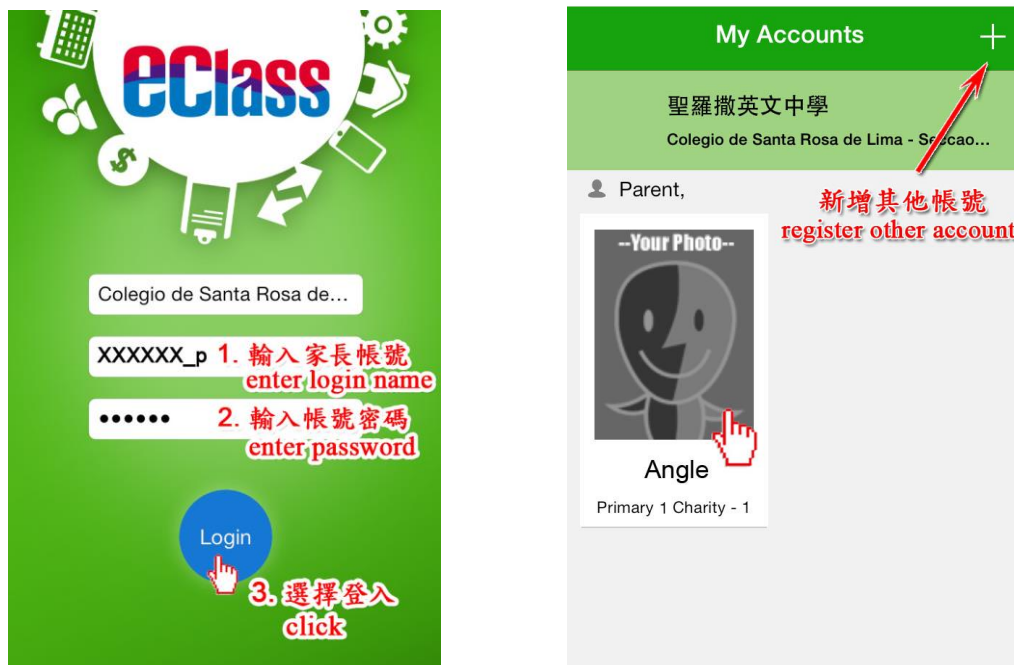 eClass
Colegio de Santa Rosa de...
XXXXXX_p
1. 輸入家長帳號
enter login name
••••••
2. 輸入帳號密碼
enter password
Login
3. 選擇登入
click
My Accounts
聖羅撒英文中學
Colegio de Santa Rosa de Lima - Seccao...
新增其他帳號
register other account
Parent,
--Your Photo--
Angle
Primary 1 Charity - 1